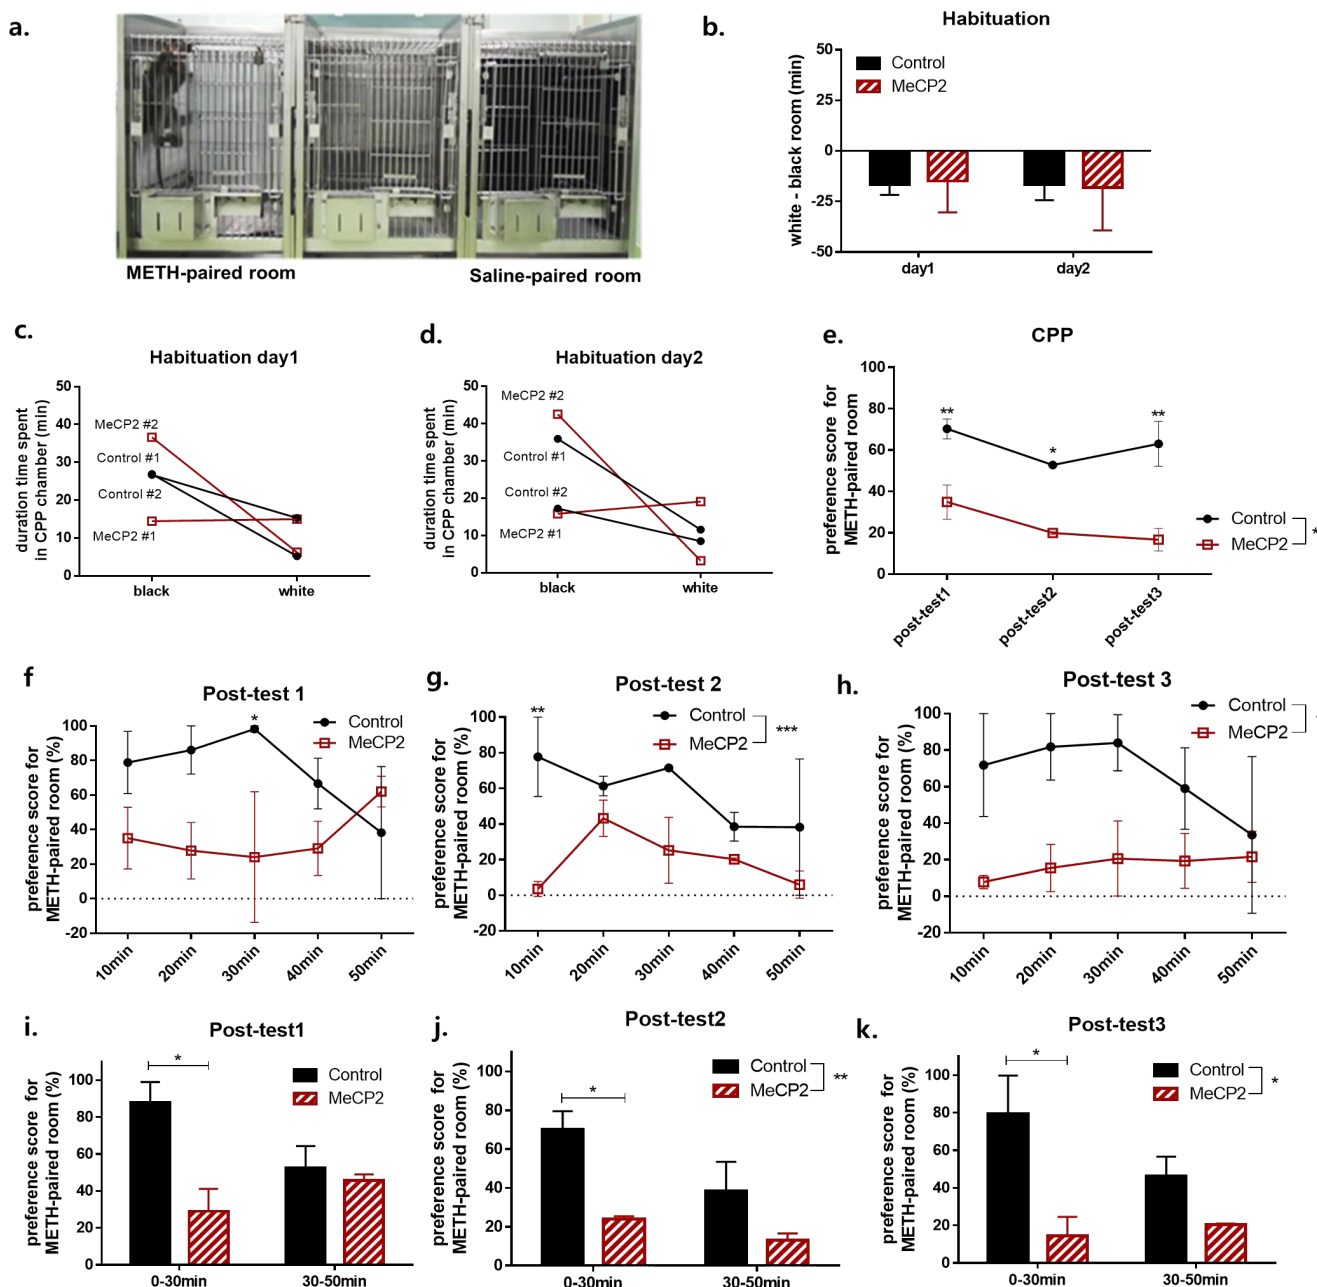 a.
METH-paired room
Saline-paired room
b.
Habituation
white - black room (min)
50
25
0
-25
-50
Control
MeCP2
day1
day2
c.
Habituation day1
duration time spent
in CPP chamber (min)
50
40
30
20
10
0
MeCP2 #2
Control #1
Control #2
MeCP2 #1
black
white
d.
Habituation day2
duration time spent
in CPP chamber (min)
50
40
30
20
10
0
MeCP2 #2
Control #1
Control #2
MeCP2 #1
black
white
e.
CPP
preference score for
METH-paired room
100
80
60
40
20
0
**
*
**
Control
MeCP2
*
post-test1
post-test2
post-test3
f
Post-test 1
preference score for
METH-paired room (%)
100
80
60
40
20
0
-20
*
Control
MeCP2
10min
20min
30min
40min
50min
g.
Post-test 2
preference score for
METH-paired room (%)
100
80
60
40
20
0
-20
**
Control
MeCP2
***
10min
20min
30min
40min
50min
h.
Post-test 3
preference score for
METH-paired room (%)
100
80
60
40
20
0
-20
Control
MeCP2
10min
20min
30min
40min
50min
i.
Post-test1
preference score for
METH-paired room (%)
100
80
60
40
20
0
*
Control
MeCP2
0-30min
30-50min
j.
Post-test2
preference score for
METH-paired room (%)
100
80
60
40
20
0
*
Control
MeCP2
**
0-30min
30-50min
k.
Post-test3
preference score for
METH-paired room (%)
100
80
60
40
20
0
*
Control
MeCP2
*
0-30min
30-50min